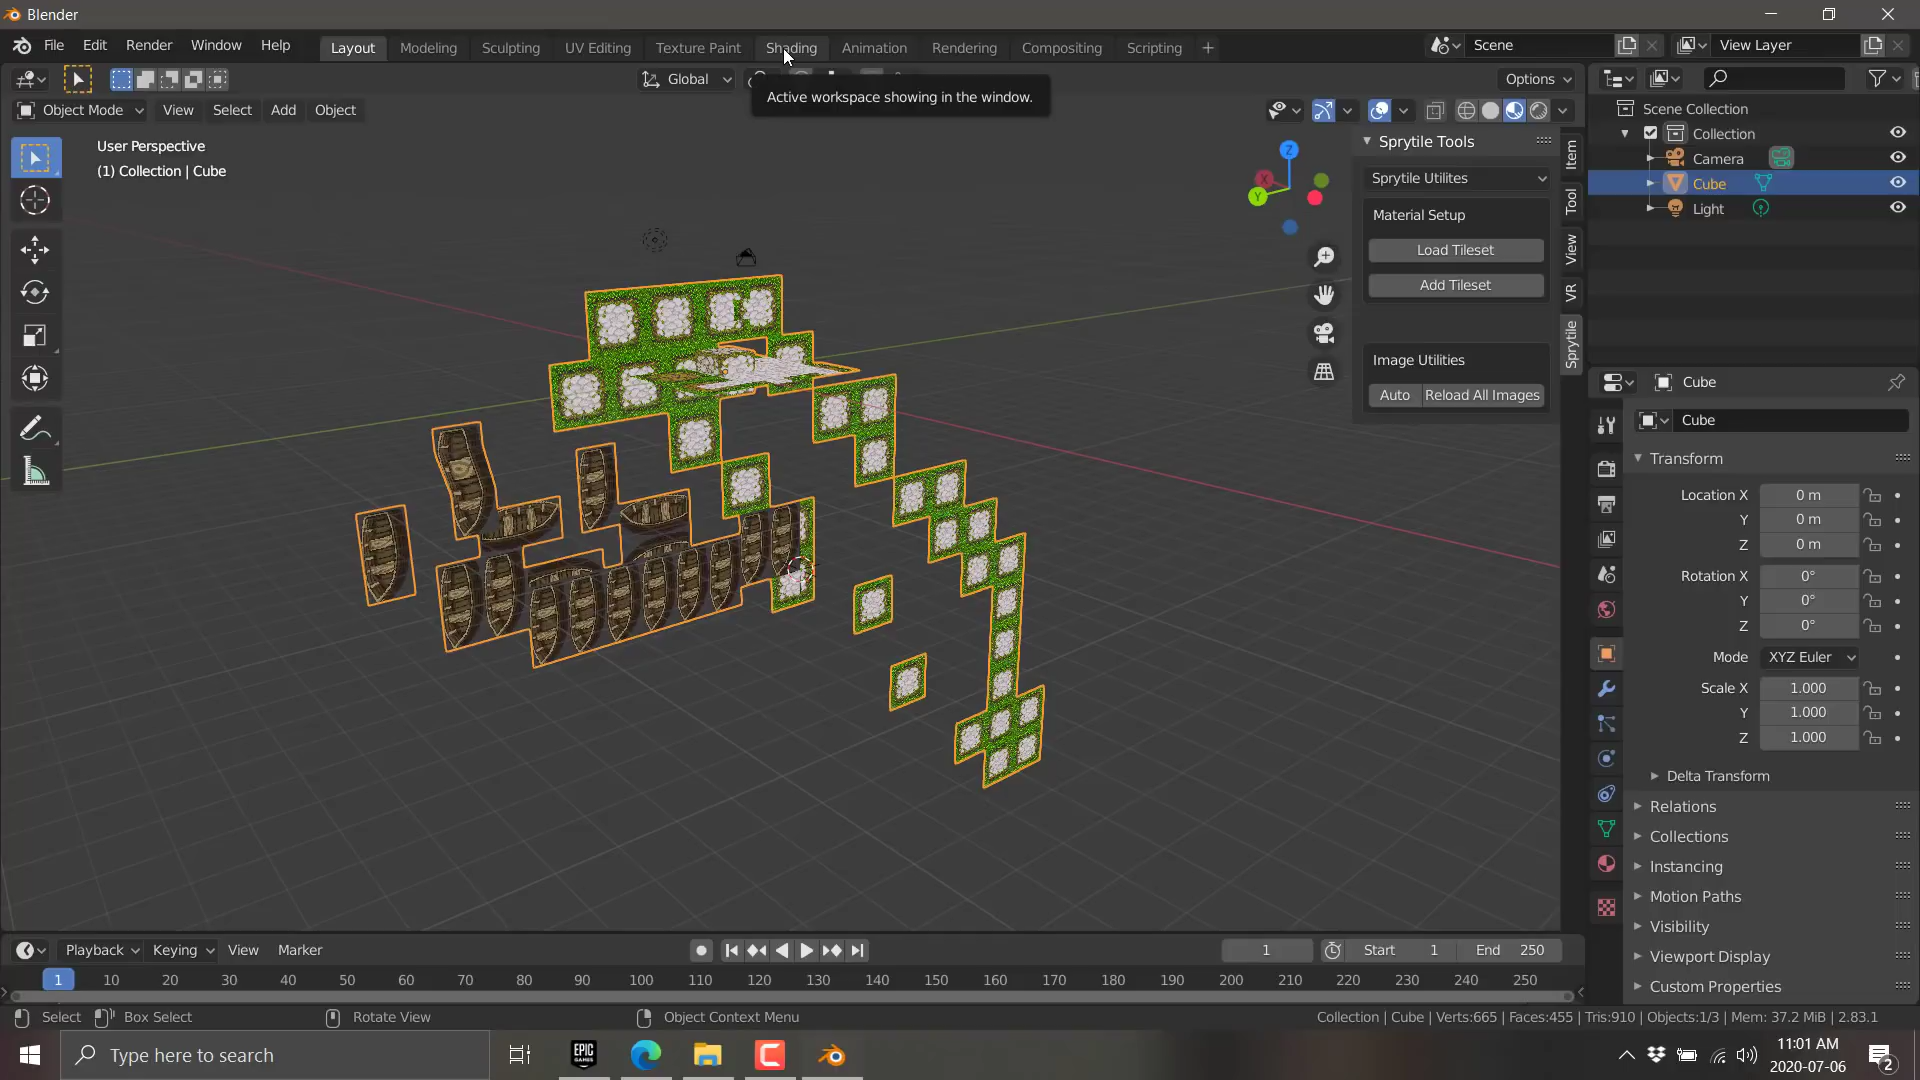 Blender
File Edit Render Window Help Layout Modeling Sculpting UV Editing Texture Paint Shading Animation Rendering Compositing Scripting + Scene View Layer
Global Options
Active workspace showing in the window.
Object Mode View Select Add Object
User Perspective
(1) Collection | Cube
Z
X
Y
Sprytile Tools
Sprytile Utilites
Material Setup
Load Tileset
Add Tileset
Image Utilities
Auto Reload All Images
Item
Tool
View
VR
Sprytile
Scene Collection
Collection
Camera
Cube
Light
Cube
Cube
Transform
Location X 0 m
Y 0 m
Z 0 m
Rotation X 0°
Y 0°
Z 0°
Mode XYZ Euler
Scale X 1.000
Y 1.000
Z 1.000
Delta Transform
Relations
Collections
Instancing
Motion Paths
Visibility
Viewport Display
Custom Properties
Playback Keying View Marker 1 Start 1 End 250
1 10 20 30 40 50 60 70 80 90 100 110 120 130 140 150 160 170 180 190 200 210 220 230 240 250
Select Box Select Rotate View Object Context Menu Collection | Cube | Verts:665 | Faces:455 | Tris:910 | Objects:1/3 | Mem: 37.2 MiB | 2.83.1
Type here to search
EPIC
GAMES
11:01 AM
2020-07-06
2